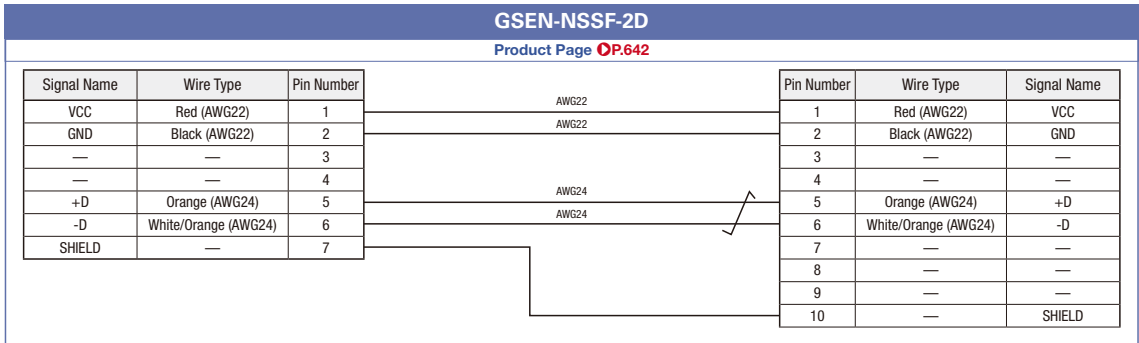 GSEN-NSSF-2D
Product Page P.642
Signal Name Wire Type Pin Number
VCC Red (AWG22) 1
GND Black (AWG22) 2
— — 3
— — 4
+D Orange (AWG24) 5
-D White/Orange (AWG24) 6
SHIELD — 7
AWG22
AWG22
AWG24
AWG24
Pin Number Wire Type Signal Name
1 Red (AWG22) VCC
2 Black (AWG22) GND
3 — —
4 — —
5 Orange (AWG24) +D
6 White/Orange (AWG24) -D
7 — —
8 — —
9 — —
10 — SHIELD